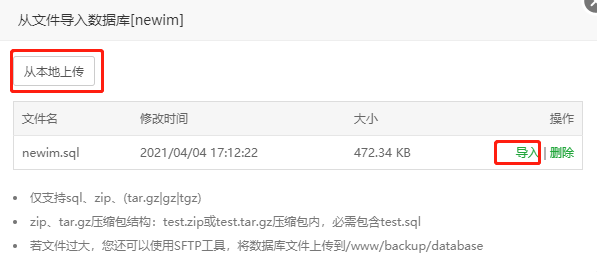 从文件导入数据库[newim]
从本地上传
文件名 修改时间 大小 操作
newim.sql 2021/04/04 17:12:22 472.34 KB 导入 | 删除
仅支持sql、zip、(tar.gz|gz|tgz)
zip、tar.gz压缩包结构：test.zip或test.tar.gz压缩包内，必需包含test.sql
若文件过大，您还可以使用SFTP工具，将数据库文件上传到/www/backup/database